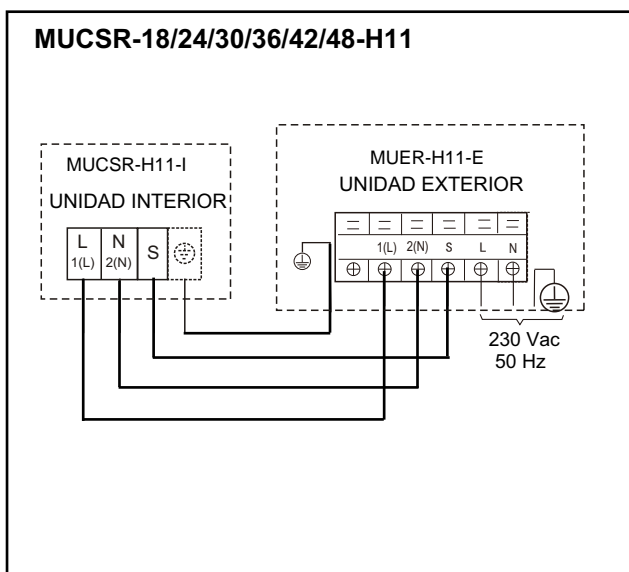 MUCSR-18/24/30/36/42/48-H11
MUCSR-H11-I
UNIDAD INTERIOR
L N S
1(L) 2(N)
MUER-H11-E
UNIDAD EXTERIOR
1(L) 2(N) S L N
230 Vac
50 Hz